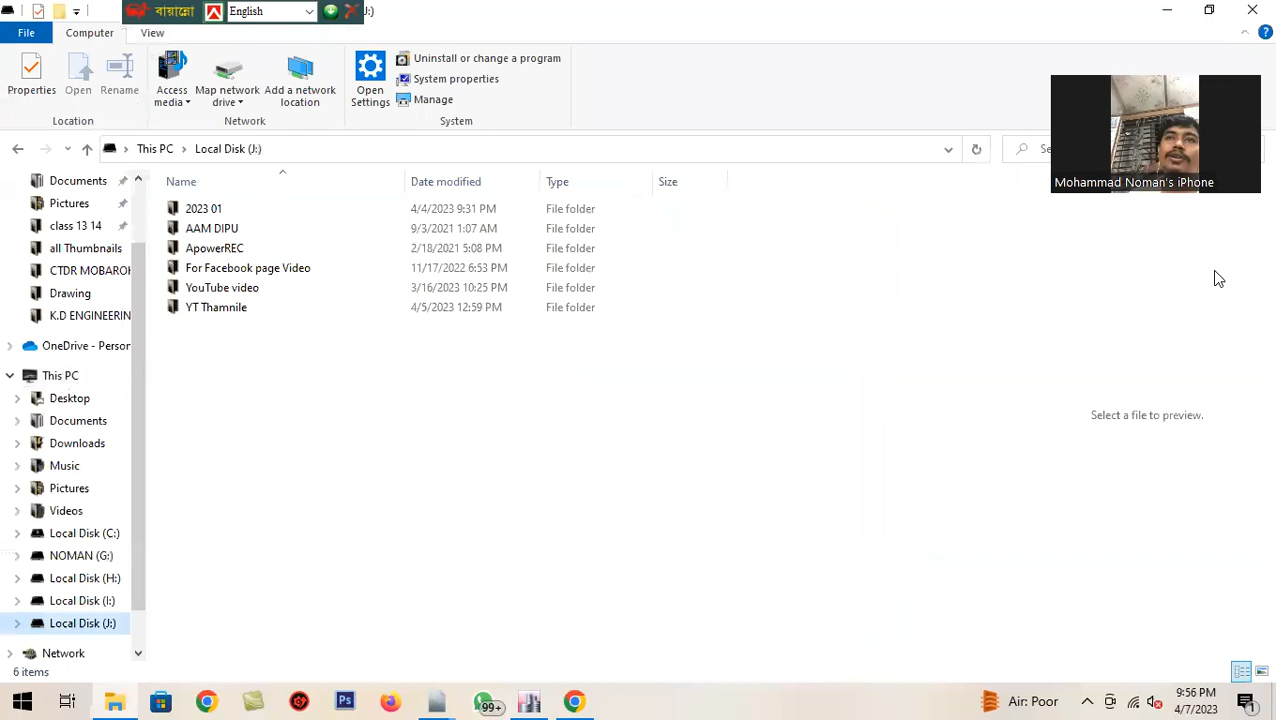 বায়ান্নো English J:)
File Computer View
Properties Open Rename Access media Map network drive Add a network location Open Settings Uninstall or change a program
System properties
Manage
Location Network System
This PC Local Disk (J:) Se
Mohammad Noman's iPhone
Name Date modified Type Size
2023 01 4/4/2023 9:31 PM File folder
AAM DIPU 9/3/2021 1:07 AM File folder
ApowerREC 2/18/2021 5:08 PM File folder
For Facebook page Video 11/17/2022 6:53 PM File folder
YouTube video 3/16/2023 10:25 PM File folder
YT Thamnile 4/5/2023 12:59 PM File folder
Select a file to preview.
Documents
Pictures
class 13 14
all Thumbnails
CTDR MOBAROK
Drawing
K.D ENGINEERIN
OneDrive - Person
This PC
Desktop
Documents
Downloads
Music
Pictures
Videos
Local Disk (C:)
NOMAN (G:)
Local Disk (H:)
Local Disk (I:)
Local Disk (J:)
Network
6 items
Ps 99+ Air: Poor 9:56 PM
4/7/2023 1